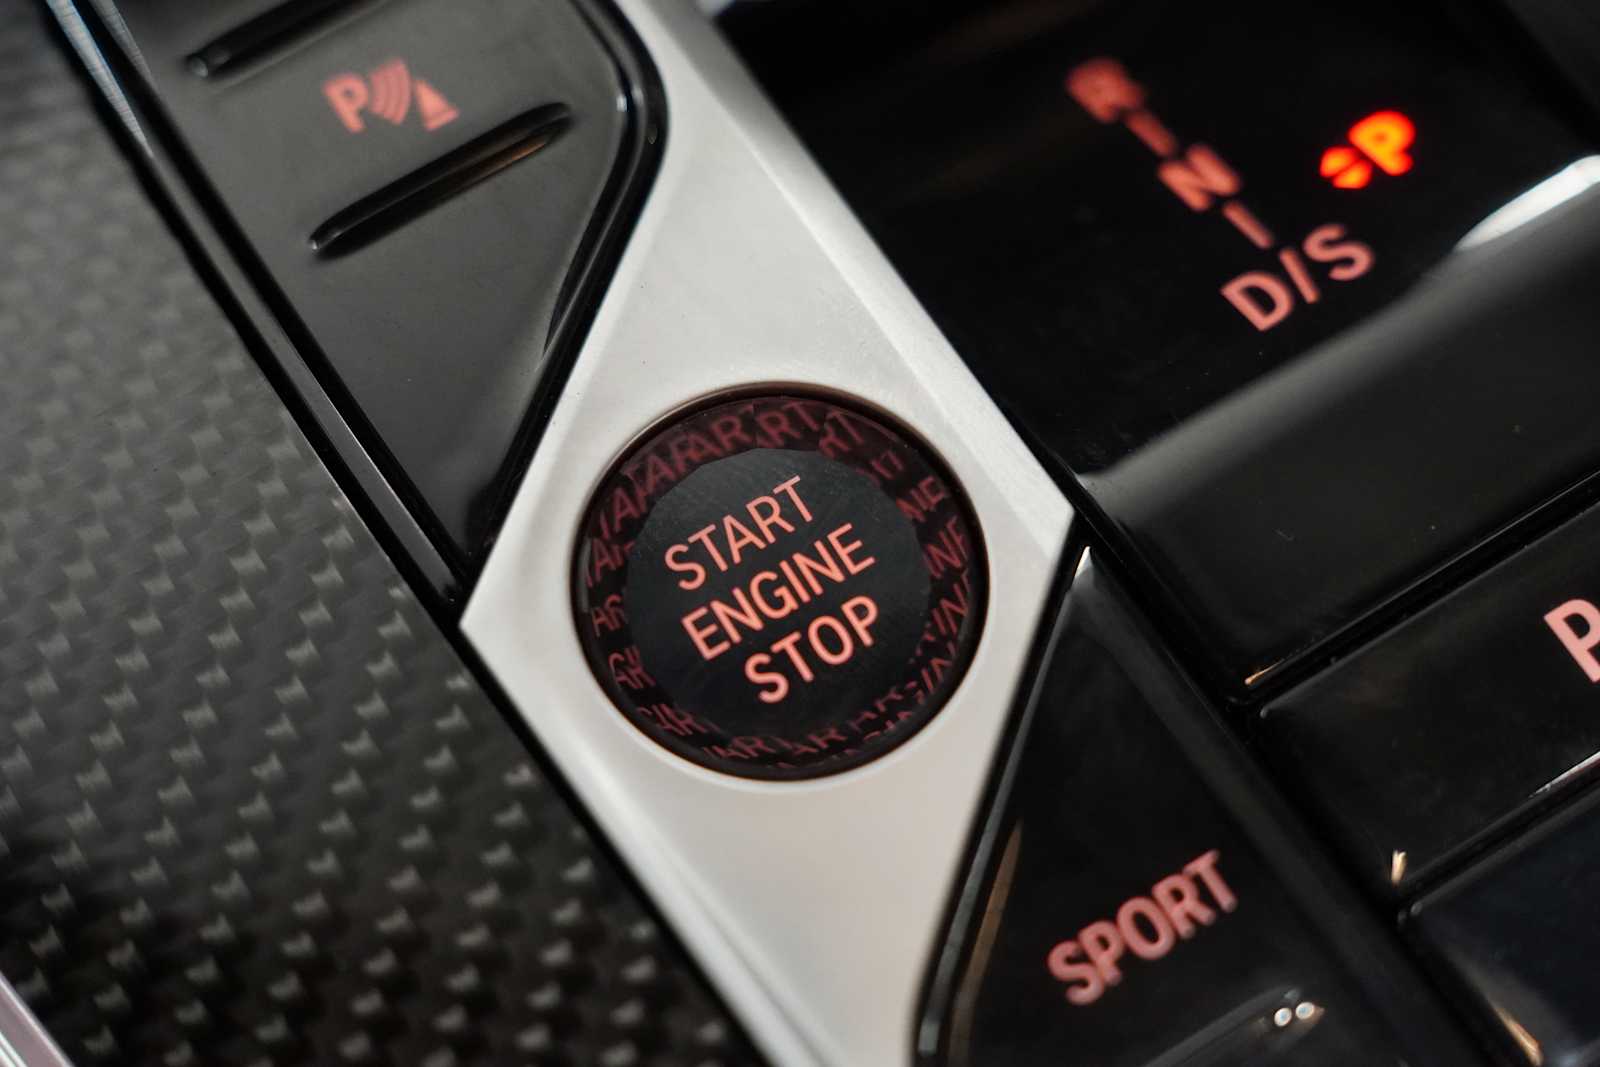 P
R
N
D/S
P
START
ENGINE
STOP
P
SPORT